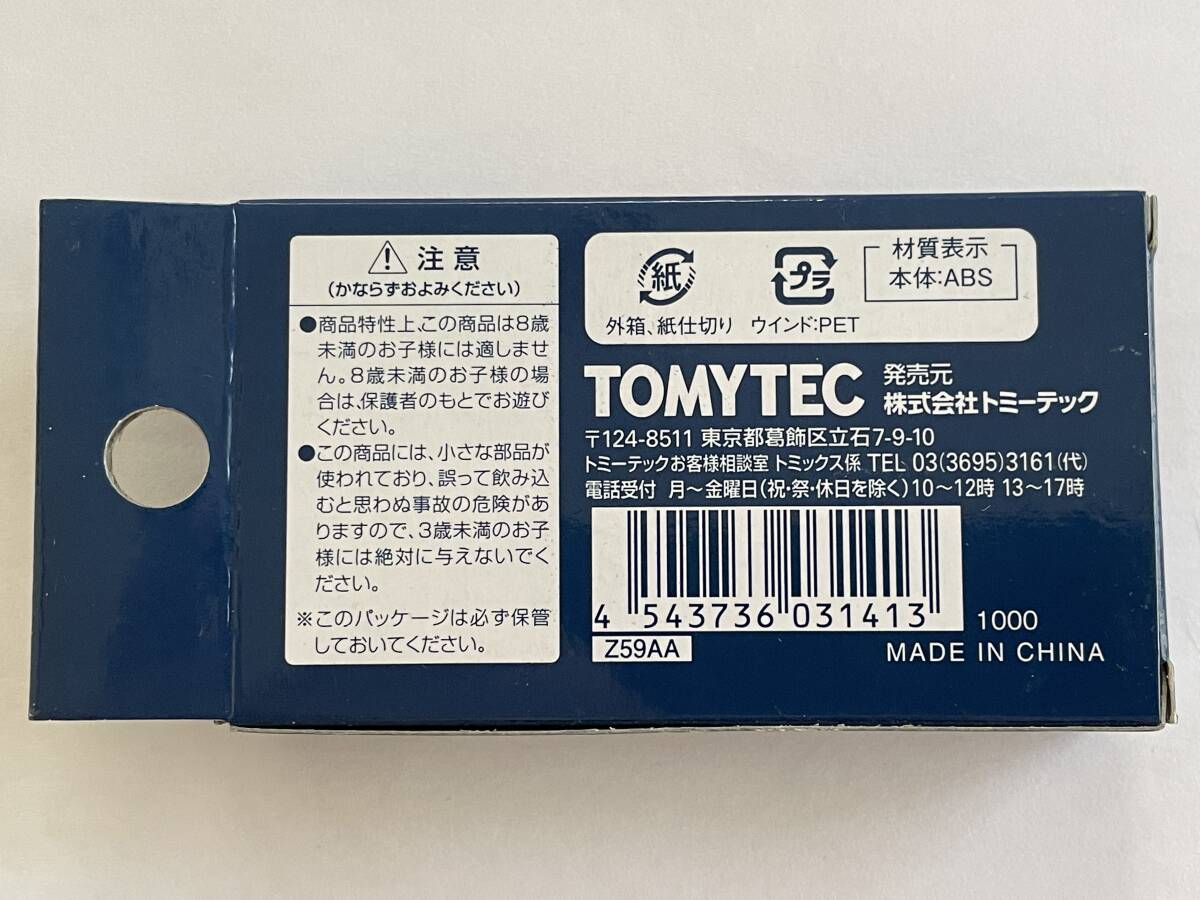 注意
(かならずおよみください)
●商品特性上、この商品は8歳
未満のお子様には適しませ
ん。8歳未満のお子様の場
合は、保護者のもとでお遊び
ください。
●この商品には、小さな部品が
使われており、誤って飲み込
むと思わぬ事故の危険があ
りますので、3歳未満のお子
様には絶対に与えないでく
ださい。
※このパッケージは必ず保管
しておいてください。
紙
外箱、紙仕切り
プラ
ウインド:PET
材質表示
本体:ABS
TOMYTEC
発売元
株式会社トミーテック
〒124-8511 東京都葛飾区立石7-9-10
トミーテックお客様相談室 トミックス係 TEL 03(3695)3161(代)
電話受付 月〜金曜日(祝・祭・休日を除く)10〜12時 13〜17時
4 543736 031413
1000
Z59AA
MADE IN CHINA